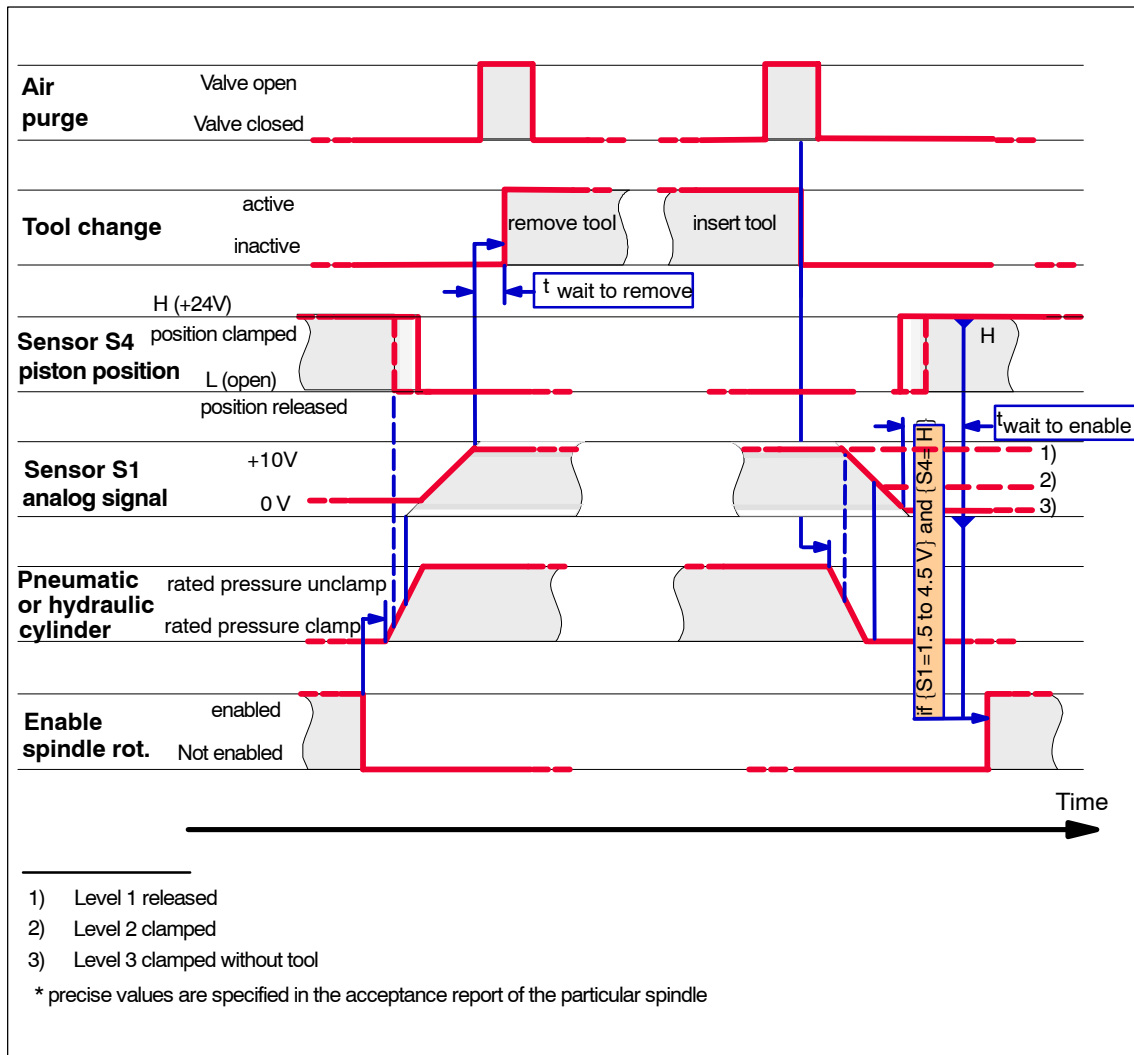 Air
purge
Valve open
Valve closed
Tool change
active
inactive
remove tool
insert tool
t wait to remove
Sensor S4
piston position
H (+24V)
position clamped
L (open)
position released
H
t wait to enable
Sensor S1
analog signal
+10V
0 V
1)
2)
3)
if {S1=1.5 to 4.5 V} and {S4= H}
Pneumatic
or hydraulic
cylinder
rated pressure unclamp
rated pressure clamp
Enable
spindle rot.
enabled
Not enabled
Time
1) Level 1 released
2) Level 2 clamped
3) Level 3 clamped without tool
* precise values are specified in the acceptance report of the particular spindle